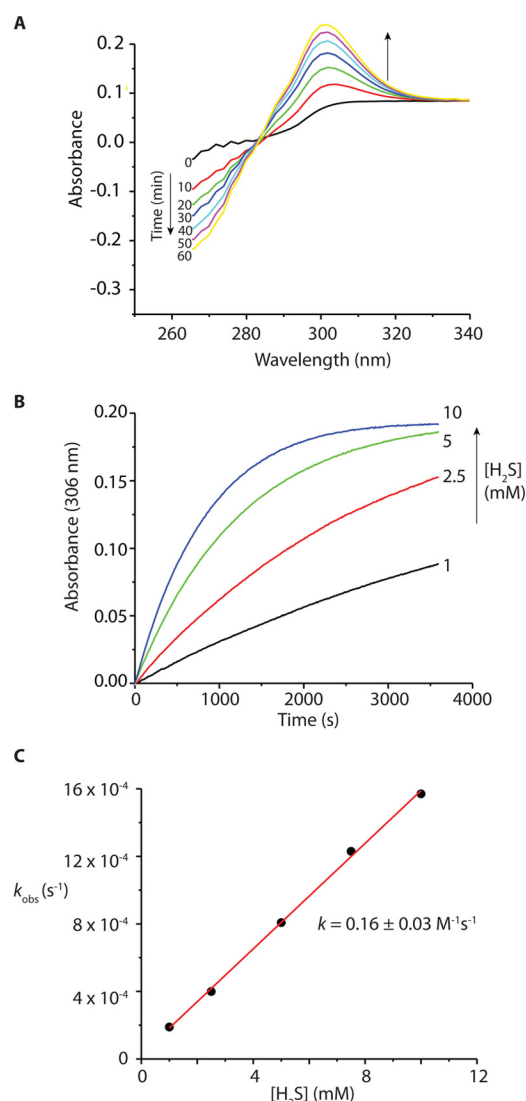 A
0.2
0.1
0.0
-0.1
-0.2
-0.3
Absorbance
Time (min)
0
10
20
30
40
50
60
260 280 300 320 340
Wavelength (nm)
B
0.20
0.15
0.10
0.05
0.00
Absorbance (306 nm)
10
5
2.5
1
[H₂S]
(mM)
0 1000 2000 3000 4000
Time (s)
C
16 x 10⁻⁴
12 x 10⁻⁴
8 x 10⁻⁴
4 x 10⁻⁴
0
k_obs (s⁻¹)
k = 0.16 ± 0.03 M⁻¹s⁻¹
0 4 8 12
[H₂S] (mM)